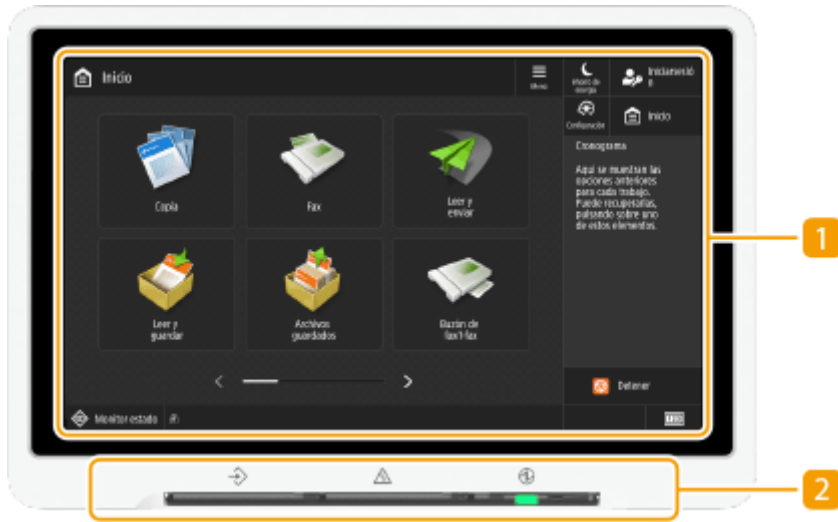 Inicio
Menú
Ahorro de
energía
Iniciarsesió
n
Configuración
Inicio
Cronograma
Aquí se muestran las
opciones anteriores
para cada trabajo.
Puede recuperarlas,
pulsando sobre uno
de estos elementos.
Copia
Fax
Leer y
enviar
Leer y
guardar
Archivos
guardados
Buzón de
fax/I-fax
Detener
Monitor estado
1
2